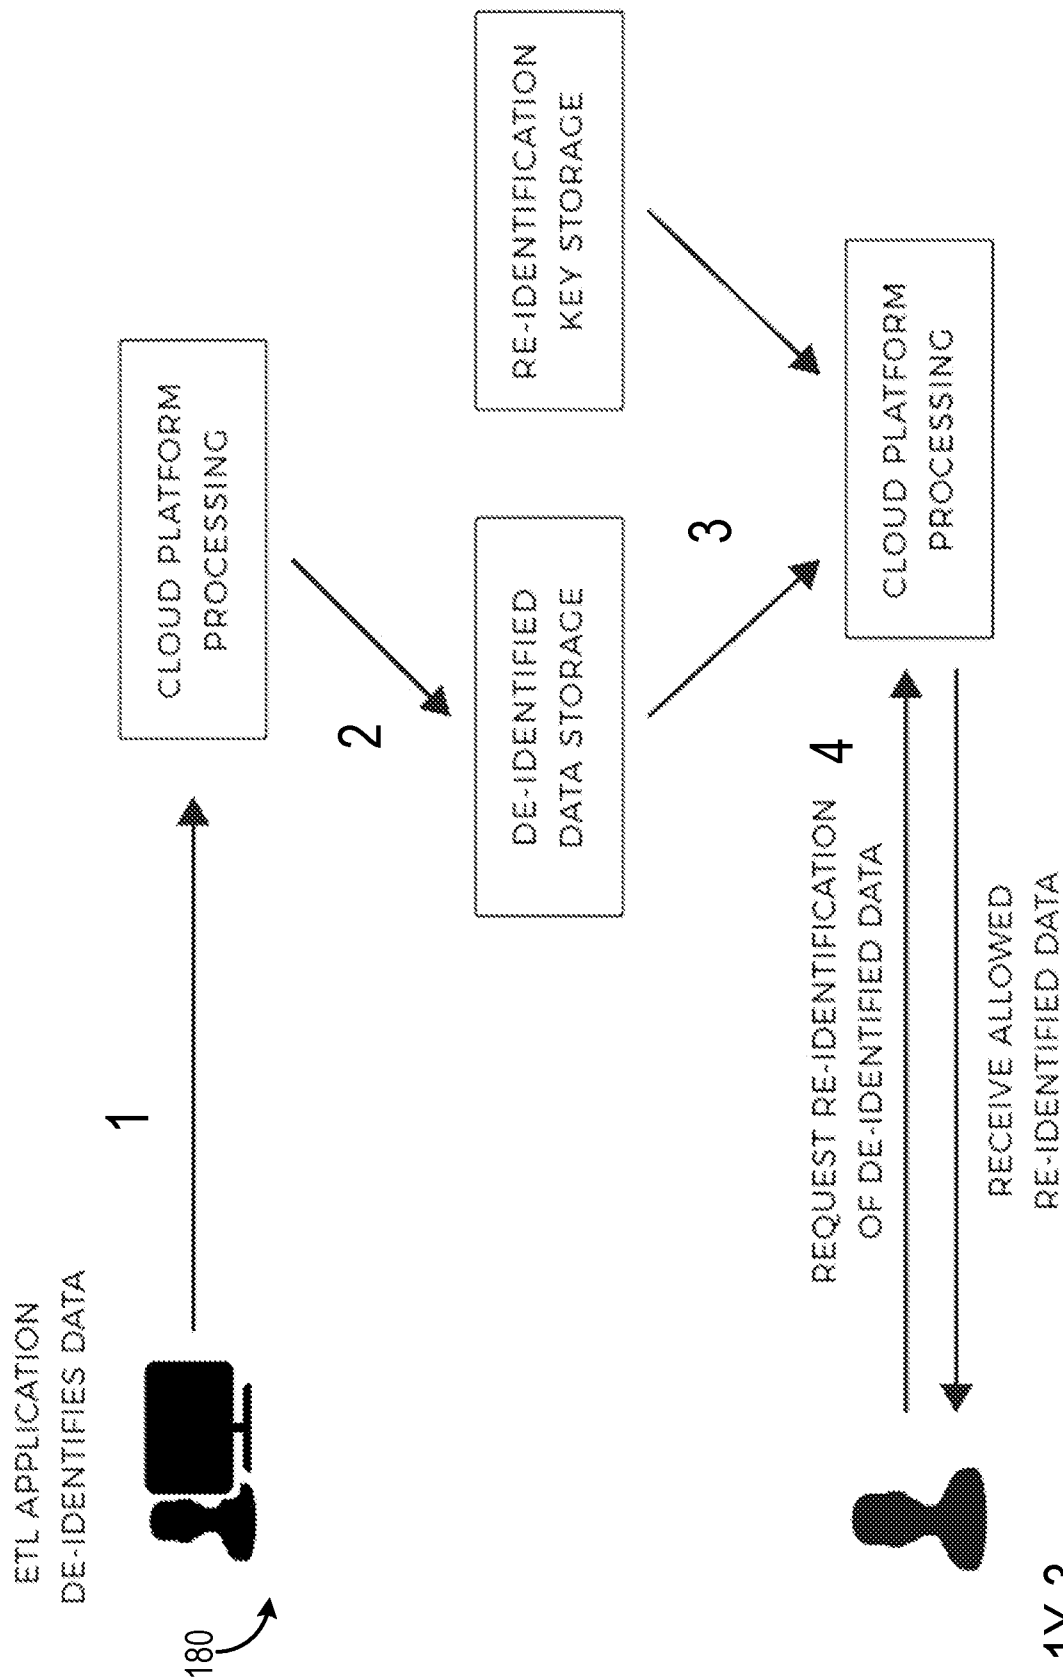 ETL APPLICATION
DE-IDENTIFIES DATA
180
1
CLOUD PLATFORM
PROCESSING
2
DE-IDENTIFIED
DATA STORAGE
RE-IDENTIFICATION
KEY STORAGE
3
CLOUD PLATFORM
PROCESSING
4
REQUEST RE-IDENTIFICATION
OF DE-IDENTIFIED DATA
RECEIVE ALLOWED
RE-IDENTIFIED DATA